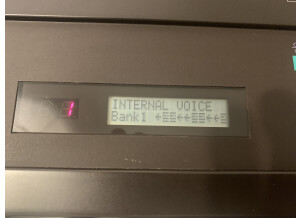 1
INTERNAL VOICE
Bank1 ←☰←←☰←←☰